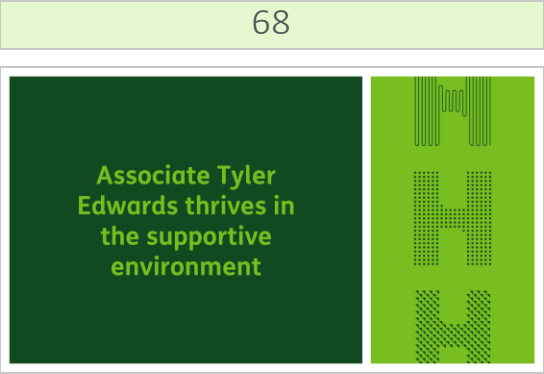 68
Associate Tyler
Edwards thrives in
the supportive
environment
H
H
H